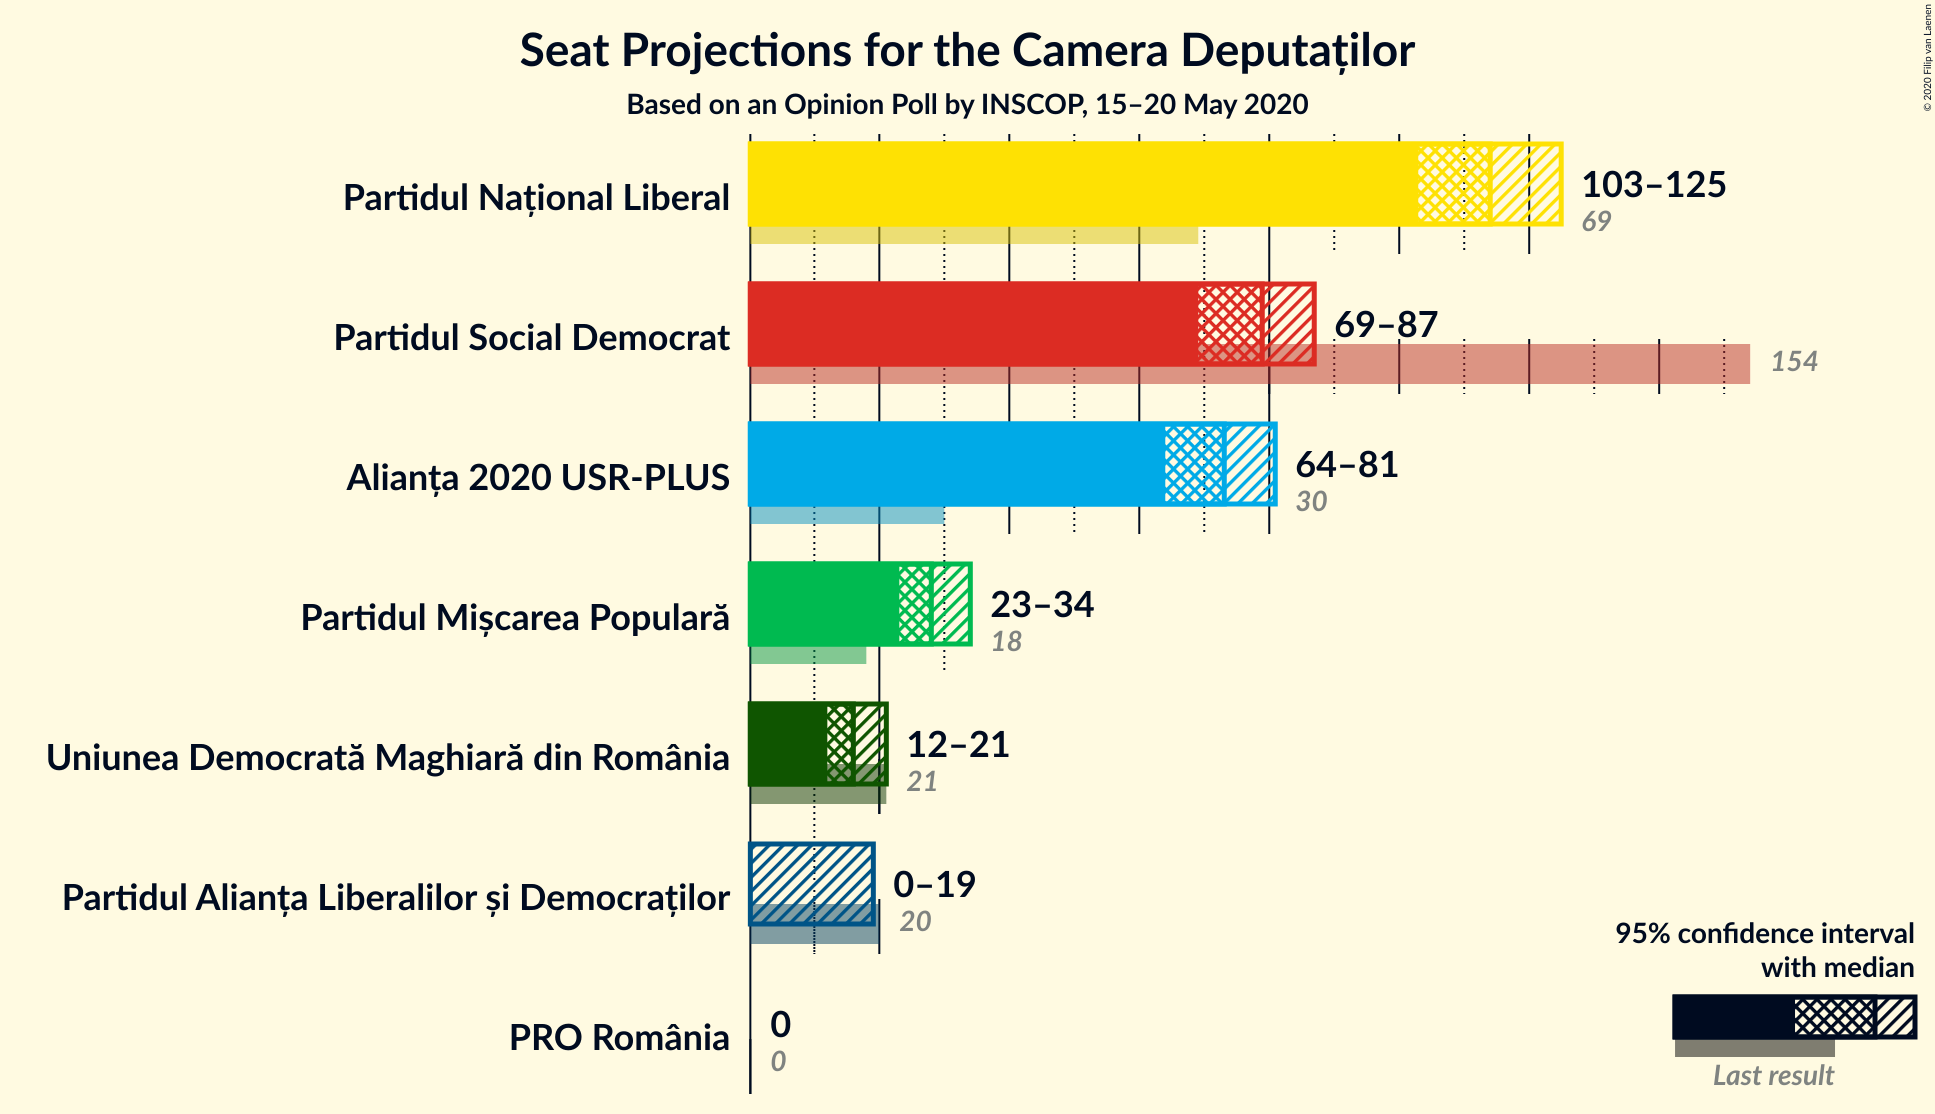 Seat Projections for the Camera Deputaților
Based on an Opinion Poll by INSCOP, 15–20 May 2020
© 2020 Filip van Laenen
Partidul Național Liberal
103–125
69
Partidul Social Democrat
69–87
154
Alianța 2020 USR-PLUS
64–81
30
Partidul Mișcarea Populară
23–34
18
Uniunea Democrată Maghiară din România
12–21
21
Partidul Alianța Liberalilor și Democraților
0–19
20
PRO România
0
0
95% confidence interval
with median
Last result